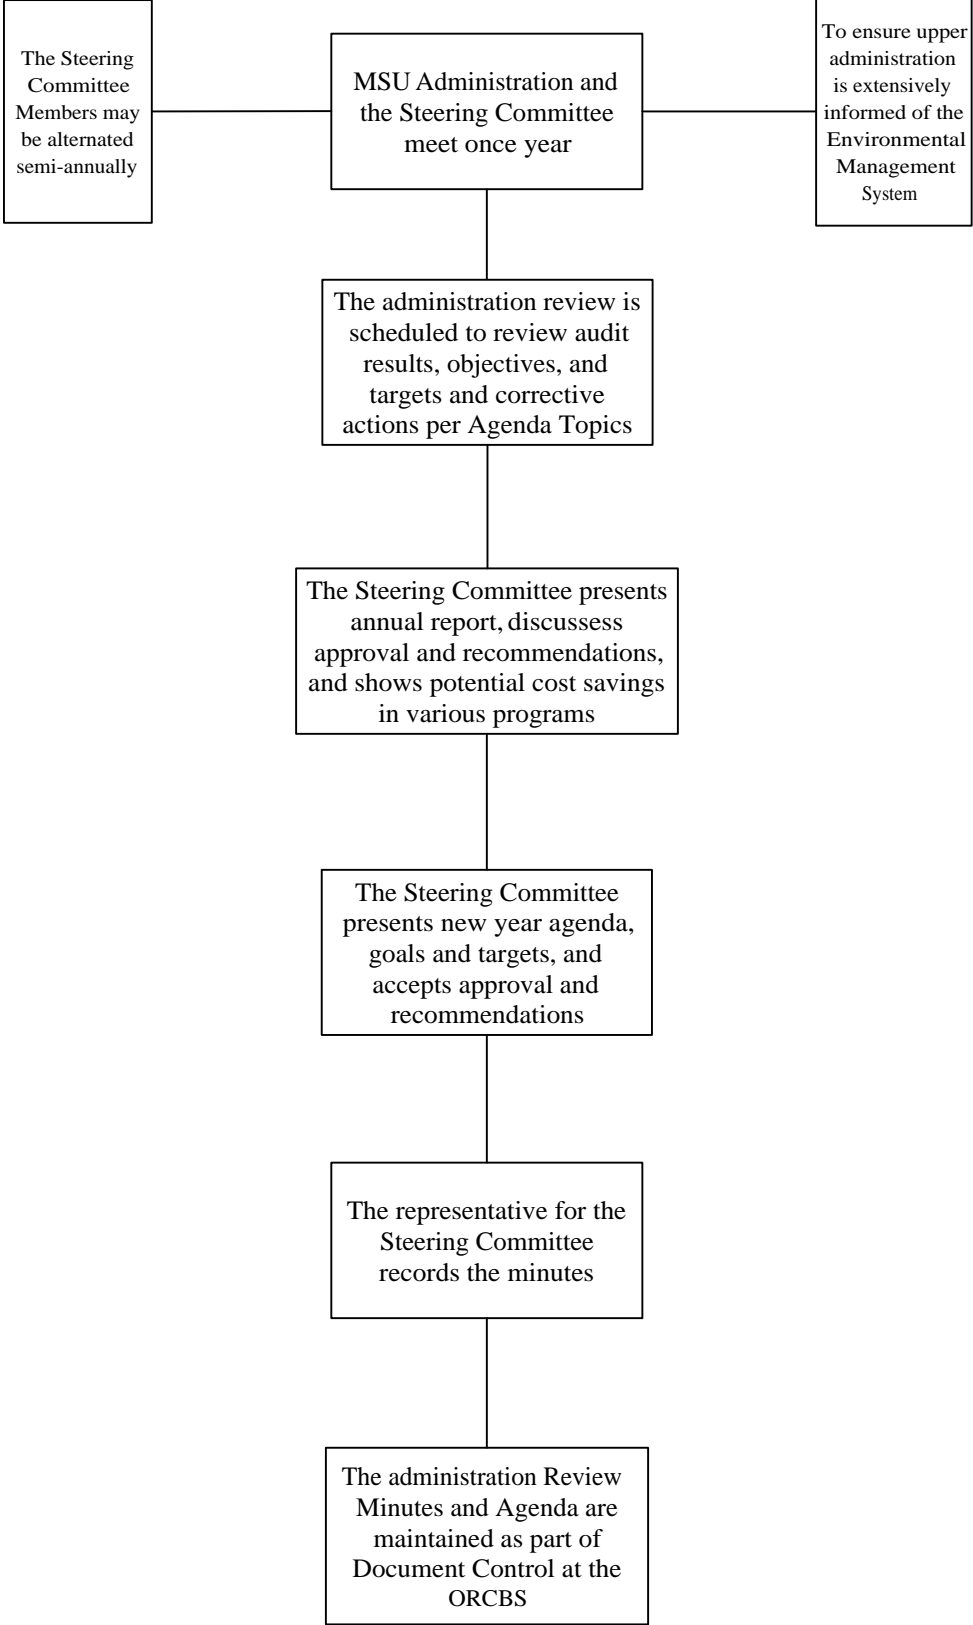 The Steering
Committee
Members may
be alternated
semi-annually
MSU Administration and
the Steering Committee
meet once year
To ensure upper
administration
is extensively
informed of the
Environmental
Management
System
The administration review is
scheduled to review audit
results, objectives, and
targets and corrective
actions per Agenda Topics
The Steering Committee presents
annual report, discussess
approval and recommendations,
and shows potential cost savings
in various programs
The Steering Committee
presents new year agenda,
goals and targets, and
accepts approval and
recommendations
The representative for the
Steering Committee
records the minutes
The administration Review
Minutes and Agenda are
maintained as part of
Document Control at the
ORCBS